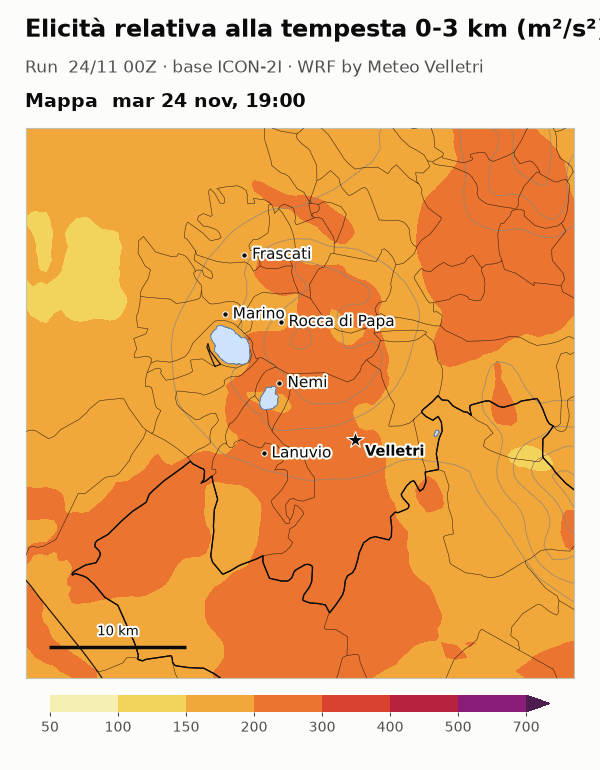 Elicità relativa alla tempesta 0-3 km (m²/s²)
Run  24/11 00Z · base ICON-2I · WRF by Meteo Velletri
Mappa  mar 24 nov, 19:00
Frascati
Marino
Rocca di Papa
Nemi
Velletri
Lanuvio
10 km
50 100 150 200 300 400 500 700